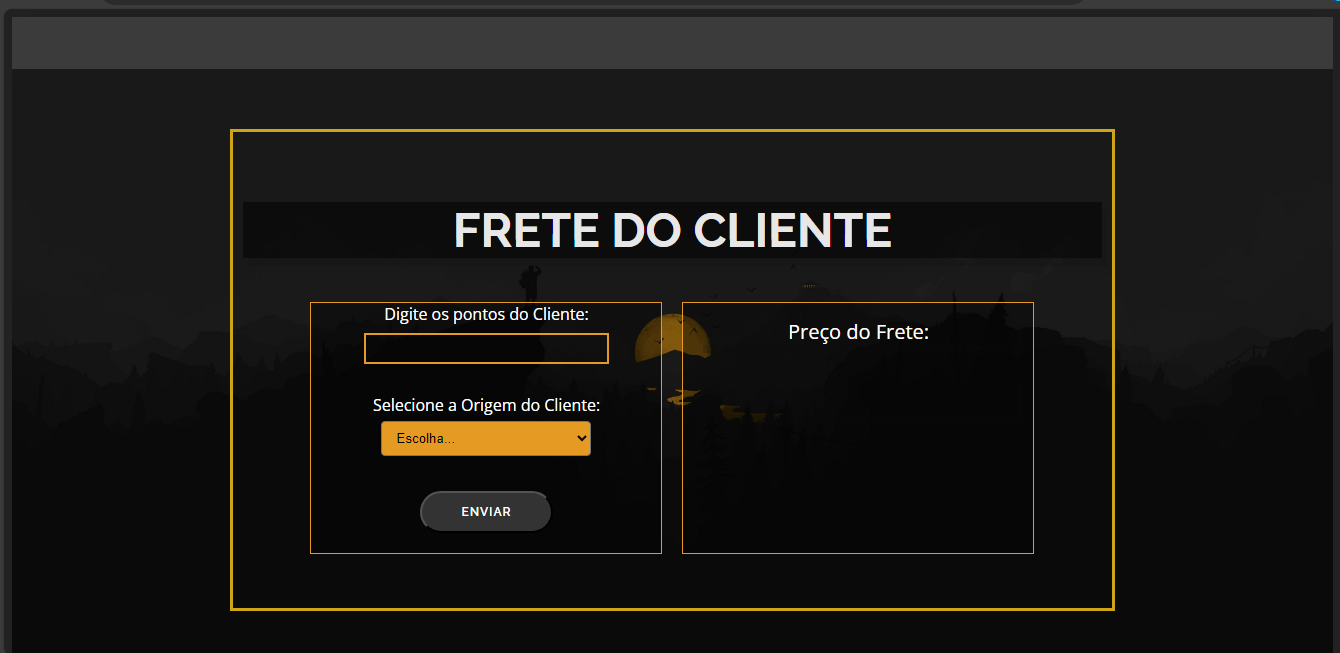 FRETE DO CLIENTE
Digite os pontos do Cliente:
Selecione a Origem do Cliente:
Escolha...
ENVIAR
Preço do Frete: